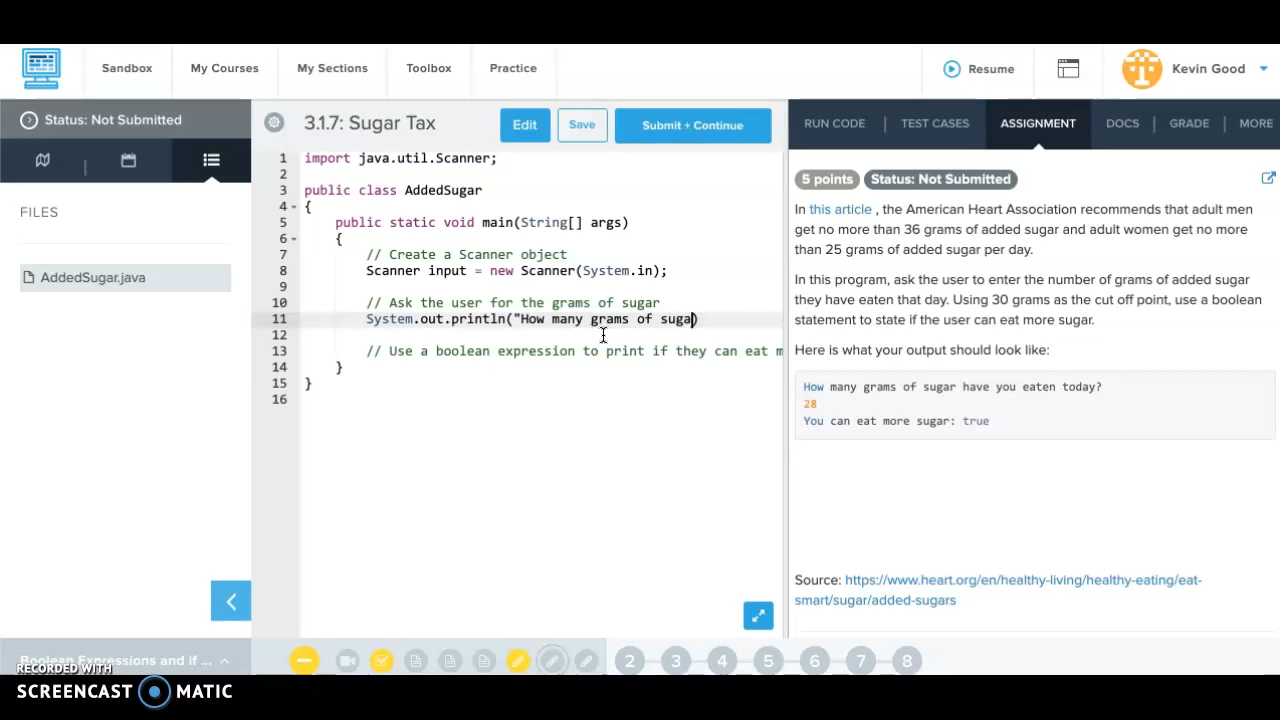 Sandbox My Courses My Sections Toolbox Practice Resume Kevin Good
Status: Not Submitted
FILES
AddedSugar.java
3.1.7: Sugar Tax Edit Save Submit + Continue
1 import java.util.Scanner;
2
3 public class AddedSugar
4 {
5 public static void main(String[] args)
6 {
7 // Create a Scanner object
8 Scanner input = new Scanner(System.in);
9
10 // Ask the user for the grams of sugar
11 System.out.println("How many grams of suga)
12
13 // Use a boolean expression to print if they can eat m
14 }
15 }
16
RUN CODE TEST CASES ASSIGNMENT DOCS GRADE MORE
5 points Status: Not Submitted
In this article , the American Heart Association recommends that adult men
get no more than 36 grams of added sugar and adult women get no more
than 25 grams of added sugar per day.
In this program, ask the user to enter the number of grams of added sugar
they have eaten that day. Using 30 grams as the cut off point, use a boolean
statement to state if the user can eat more sugar.
Here is what your output should look like:
How many grams of sugar have you eaten today?
28
You can eat more sugar: true
Source: https://www.heart.org/en/healthy-living/healthy-eating/eat-
smart/sugar/added-sugars
Boolean Expressions and if ...
2 3 4 5 6 7 8
RECORDED WITH
SCREENCAST MATIC